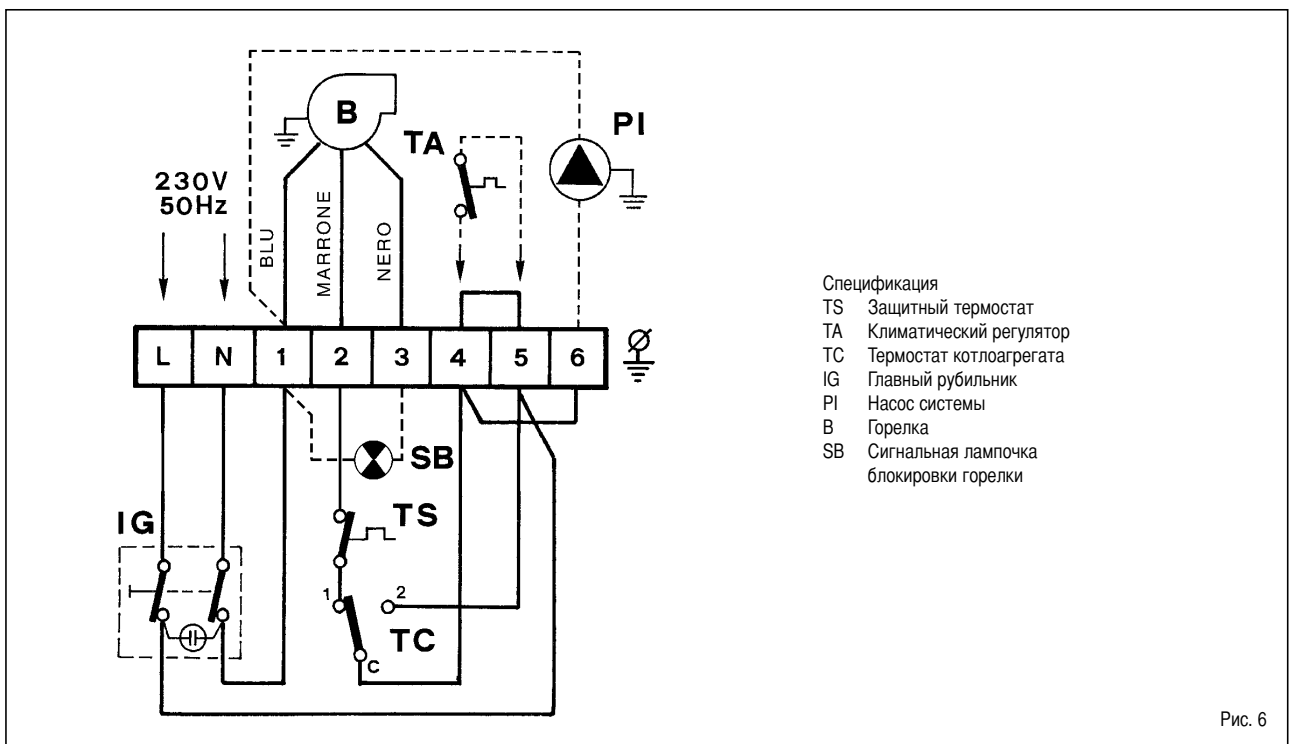 B
TA
PI
230V
50Hz
BLU
MARRONE
NERO
L N 1 2 3 4 5 6
SB
IG
TS
1
2
TC
C
Спецификация
TS Защитный термостат
TA Климатический регулятор
TC Термостат котлоагрегата
IG Главный рубильник
PI Насос системы
B Горелка
SB Сигнальная лампочка
блокировки горелки
Рис. 6